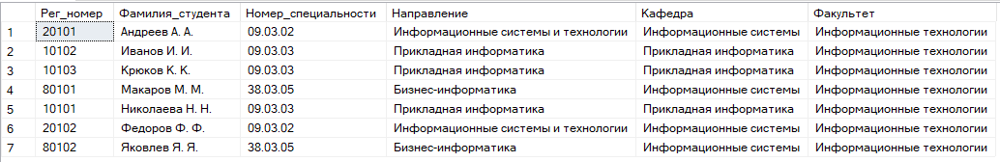 Рег_номер Фамилия_студента Номер_специальности Направление Кафедра Факультет
1 20101 Андреев А. А. 09.03.02 Информационные системы и технологии Информационные системы Информационные технологии
2 10102 Иванов И. И. 09.03.03 Прикладная информатика Прикладная информатика Информационные технологии
3 10103 Крюков К. К. 09.03.03 Прикладная информатика Прикладная информатика Информационные технологии
4 80101 Макаров М. М. 38.03.05 Бизнес-информатика Информационные системы Информационные технологии
5 10101 Николаева Н. Н. 09.03.03 Прикладная информатика Прикладная информатика Информационные технологии
6 20102 Федоров Ф. Ф. 09.03.02 Информационные системы и технологии Информационные системы Информационные технологии
7 80102 Яковлев Я. Я. 38.03.05 Бизнес-информатика Информационные системы Информационные технологии